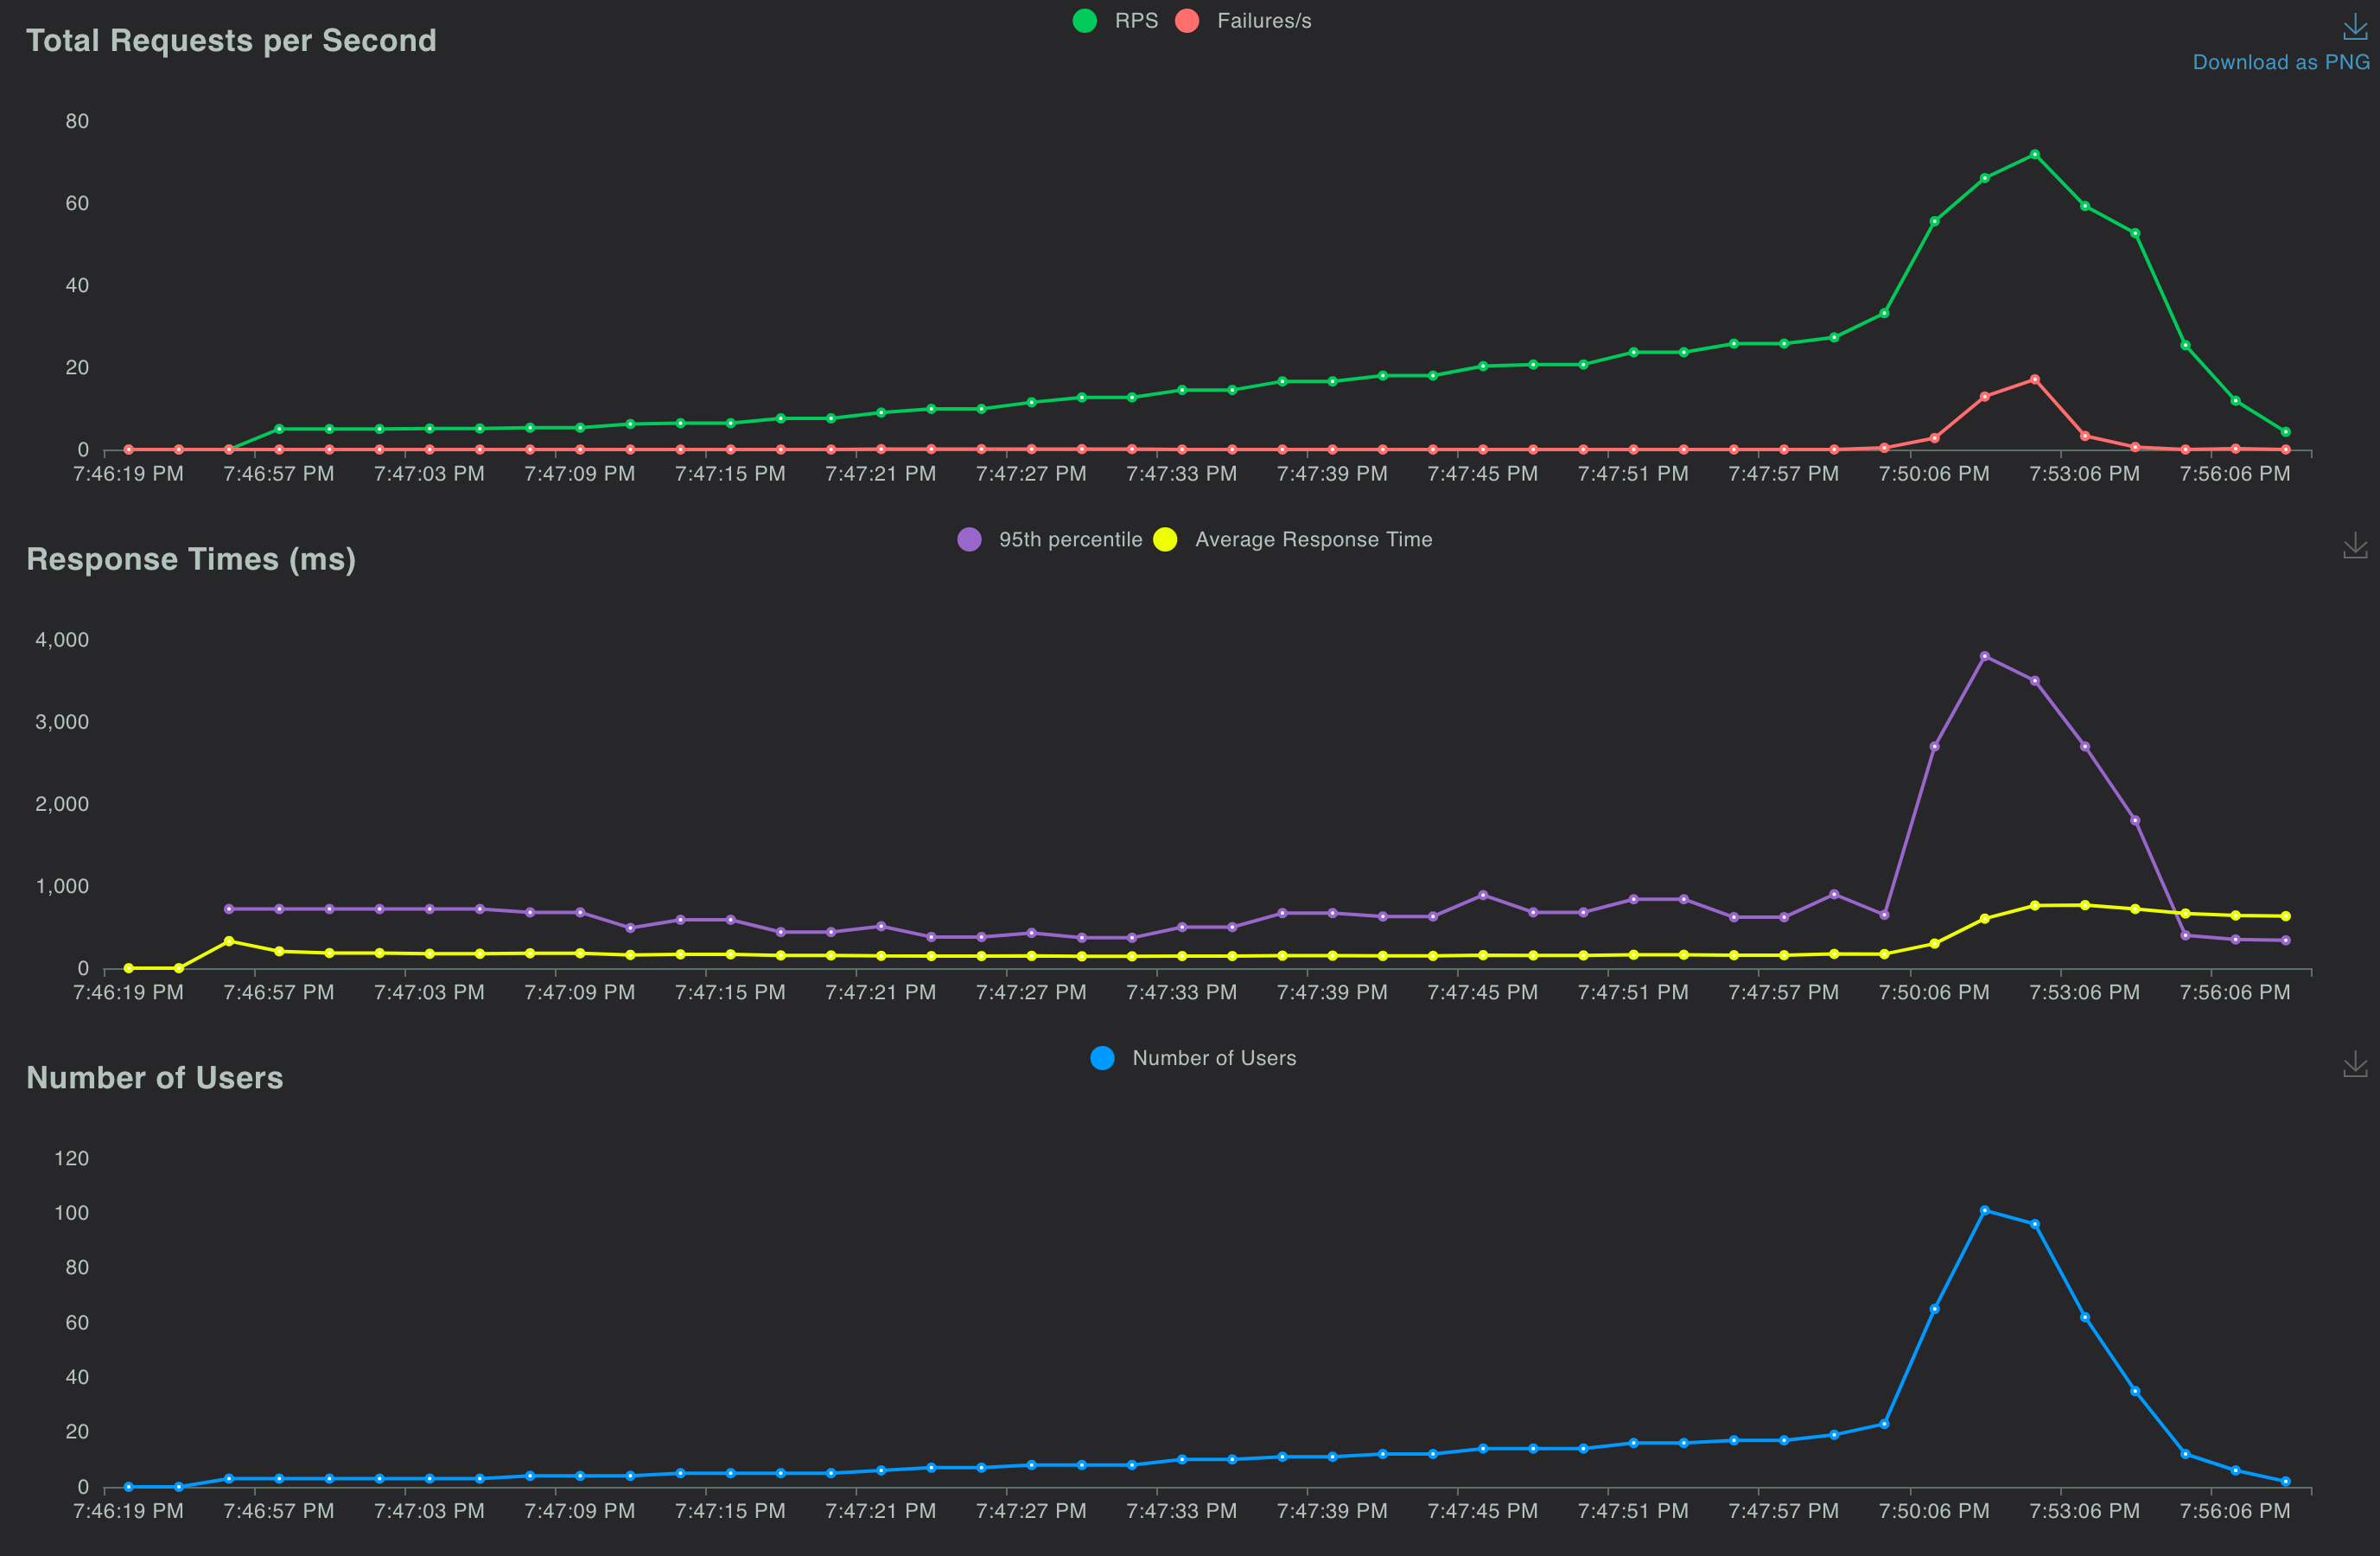 Total Requests per Second
RPS Failures/s
Download as PNG
80
60
40
20
0
7:46:19 PM 7:46:57 PM 7:47:03 PM 7:47:09 PM 7:47:15 PM 7:47:21 PM 7:47:27 PM 7:47:33 PM 7:47:39 PM 7:47:45 PM 7:47:51 PM 7:47:57 PM 7:50:06 PM 7:53:06 PM 7:56:06 PM
Response Times (ms)
95th percentile Average Response Time
4,000
3,000
2,000
1,000
0
7:46:19 PM 7:46:57 PM 7:47:03 PM 7:47:09 PM 7:47:15 PM 7:47:21 PM 7:47:27 PM 7:47:33 PM 7:47:39 PM 7:47:45 PM 7:47:51 PM 7:47:57 PM 7:50:06 PM 7:53:06 PM 7:56:06 PM
Number of Users
Number of Users
120
100
80
60
40
20
0
7:46:19 PM 7:46:57 PM 7:47:03 PM 7:47:09 PM 7:47:15 PM 7:47:21 PM 7:47:27 PM 7:47:33 PM 7:47:39 PM 7:47:45 PM 7:47:51 PM 7:47:57 PM 7:50:06 PM 7:53:06 PM 7:56:06 PM